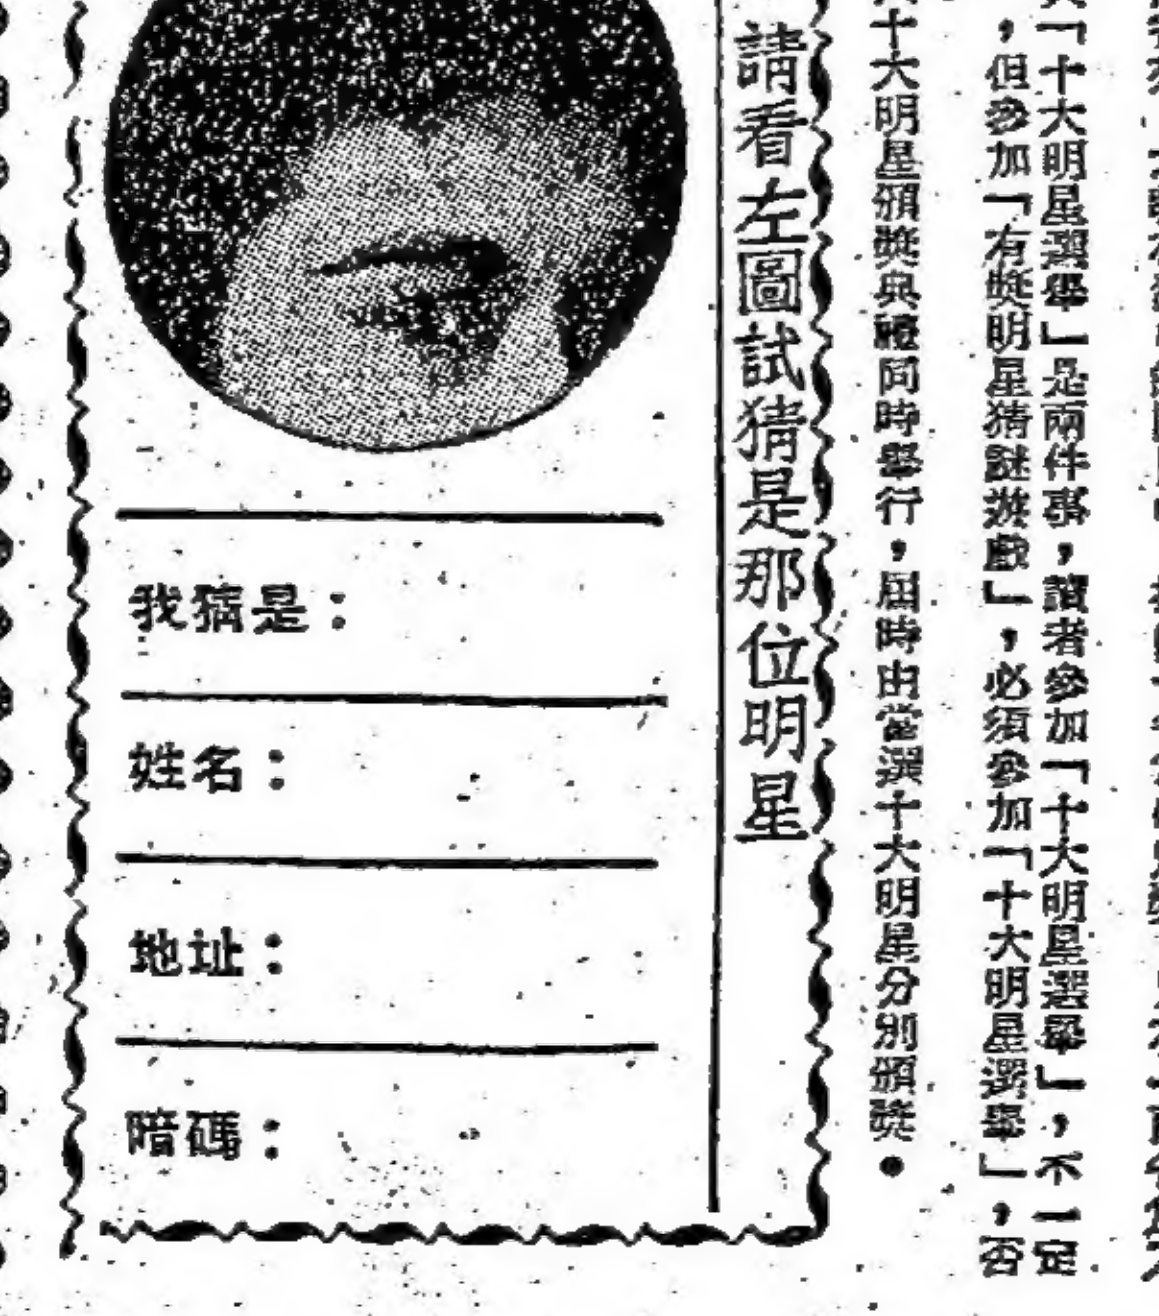 「十大明星選舉」是兩件事，讀者參加「十大明星選舉」，不一定
，但參加「有獎明星猜謎遊戲」，必須參加「十大明星選舉」，否
十大明星頒獎典禮同時舉行，屆時由當選十大明星分別頒獎。
請看左圖試猜是那位明星
我猜是：
姓名：
地址：
暗碼：